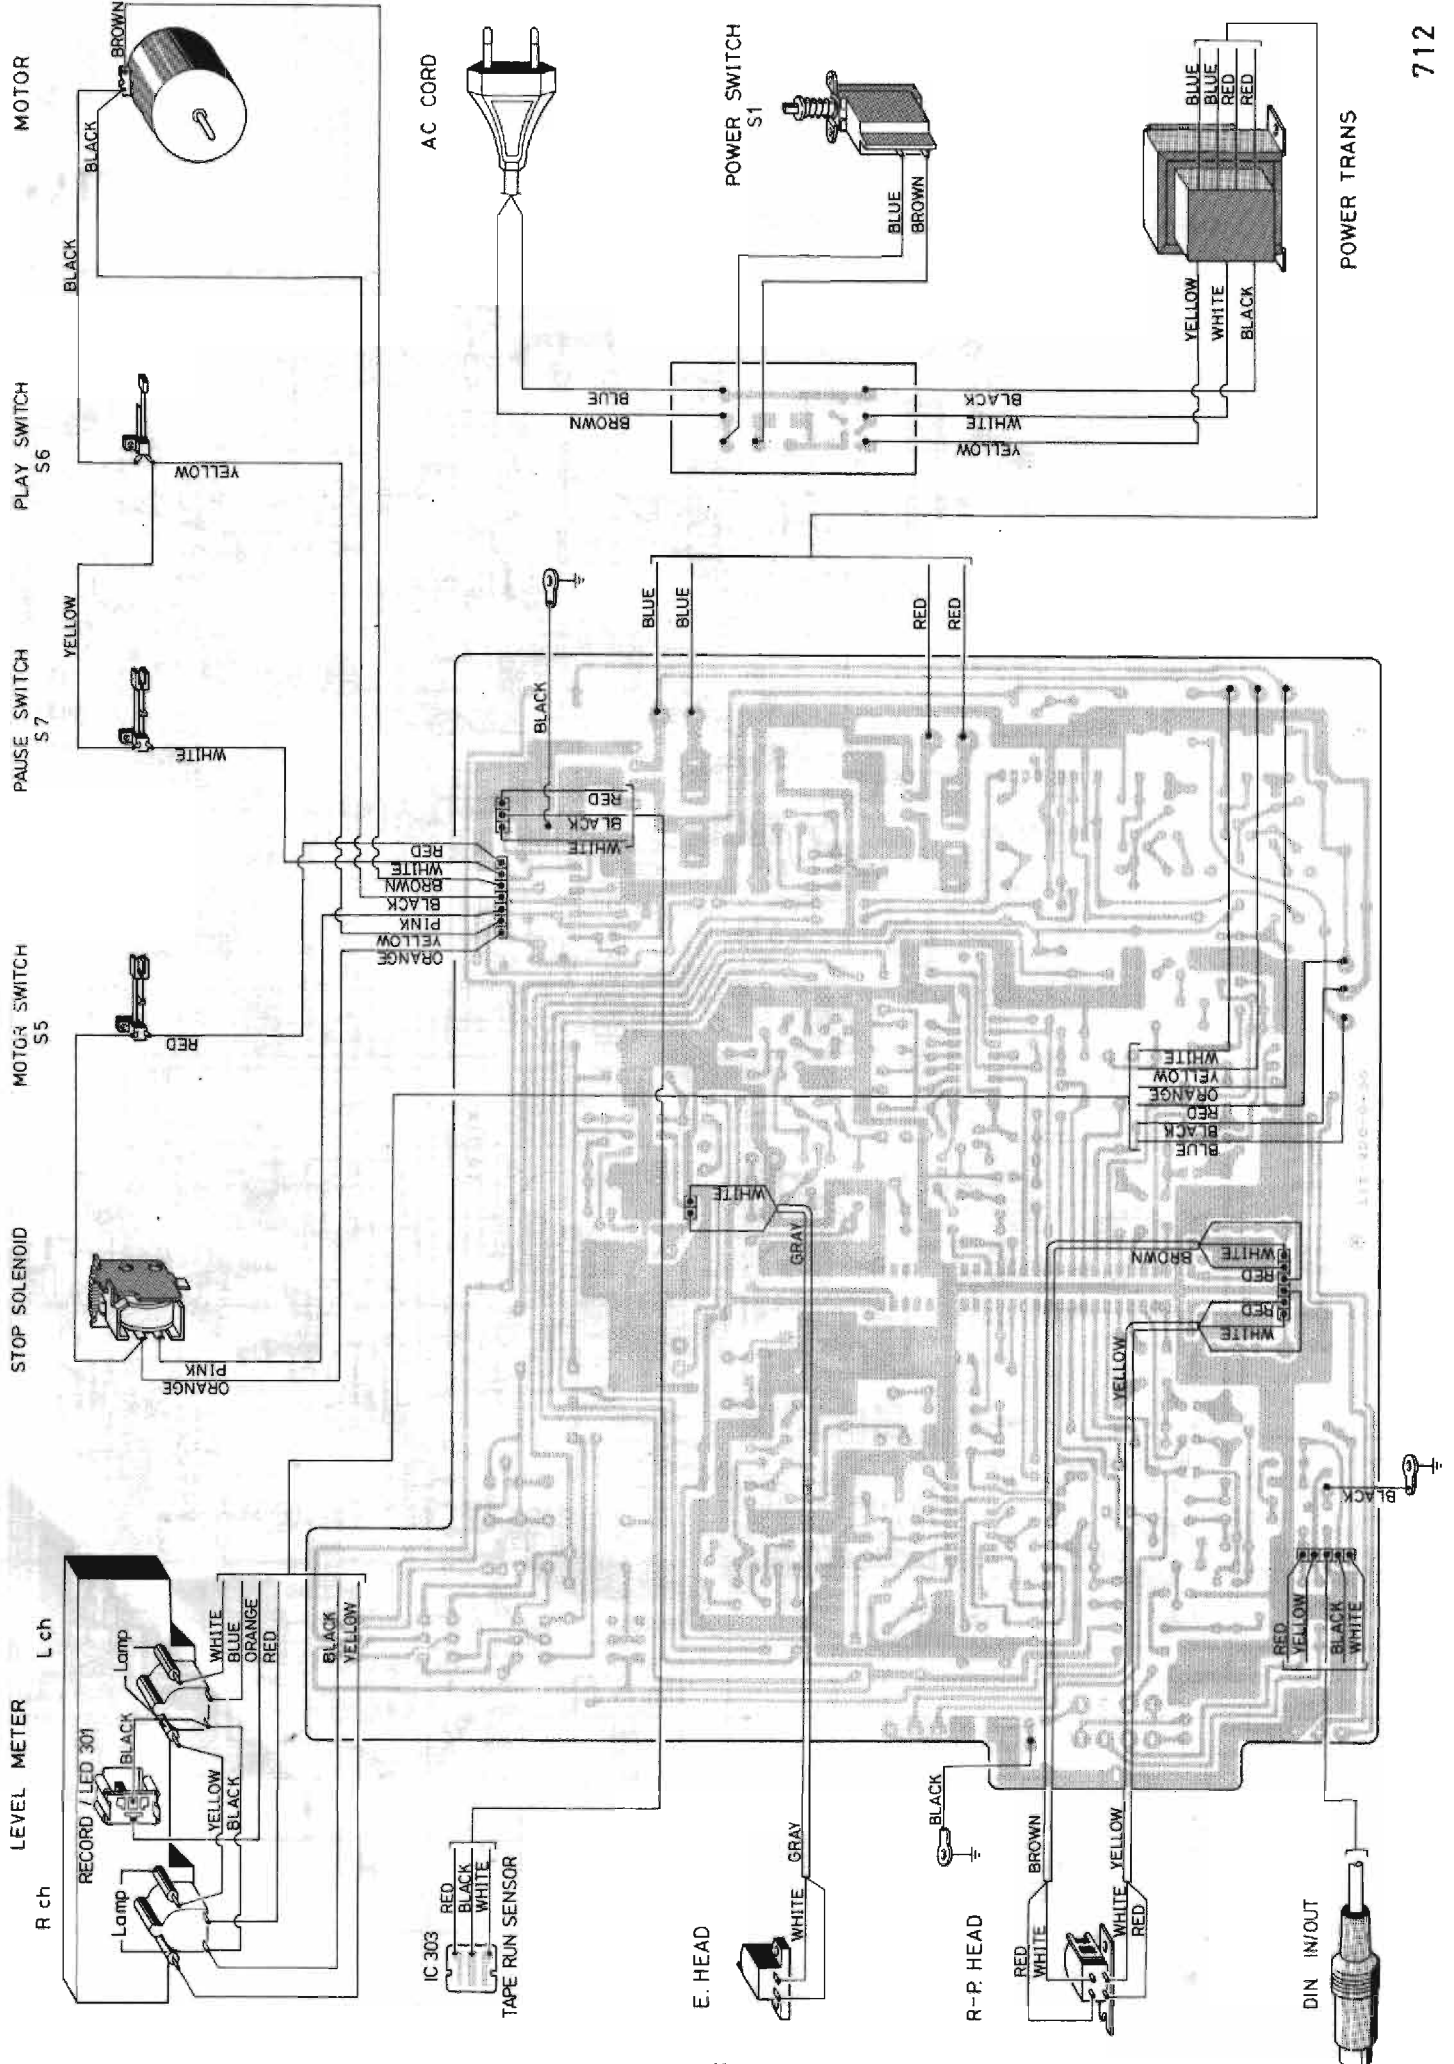 LEVEL METER
R ch
L ch
RECORD / LED 301
Lamp
Lamp
BLACK
YELLOW
BLACK
WHITE
BLUE
ORANGE
RED
BLACK
YELLOW
STOP SOLENOID
PINK
ORANGE
MOTOR SWITCH
S5
RED
PAUSE SWITCH
S7
WHITE
YELLOW
PLAY SWITCH
S6
YELLOW
BLACK
MOTOR
BLACK
BROWN
RED
WHITE
BROWN
BLACK
PINK
YELLOW
ORANGE
RED
BLACK
WHITE
BLACK
IC 303
RED
BLACK
WHITE
TAPE RUN SENSOR
AC CORD
BLUE
BROWN
POWER SWITCH
S1
BLUE
BROWN
BLACK
WHITE
YELLOW
YELLOW
WHITE
BLACK
BLUE
BLUE
RED
RED
POWER TRANS
BLUE
BLUE
RED
RED
E. HEAD
WHITE
GRAY
GRAY
WHITE
BLACK
R-P. HEAD
RED
WHITE
BROWN
WHITE
RED
YELLOW
YELLOW
BROWN
WHITE
RED
RED
WHITE
WHITE
YELLOW
ORANGE
RED
BLACK
BLUE
DIN IN/OUT
RED
YELLOW
BLACK
WHITE
BLACK
712